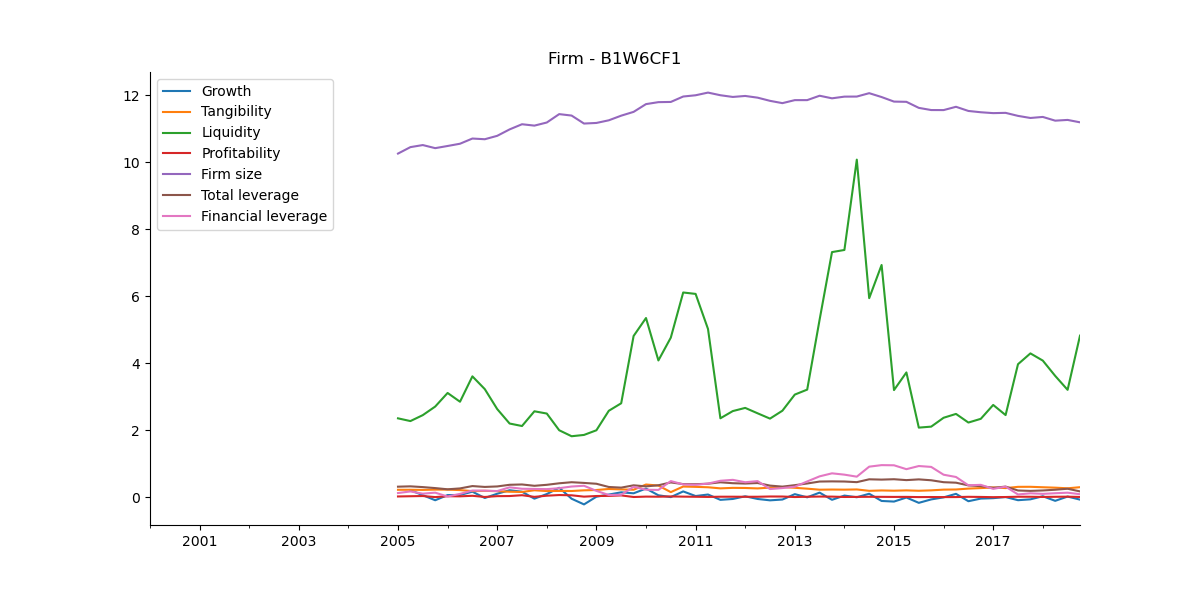 Firm - B1W6CF1
Growth
Tangibility
Liquidity
Profitability
Firm size
Total leverage
Financial leverage
12
10
8
6
4
2
0
2001 2003 2005 2007 2009 2011 2013 2015 2017